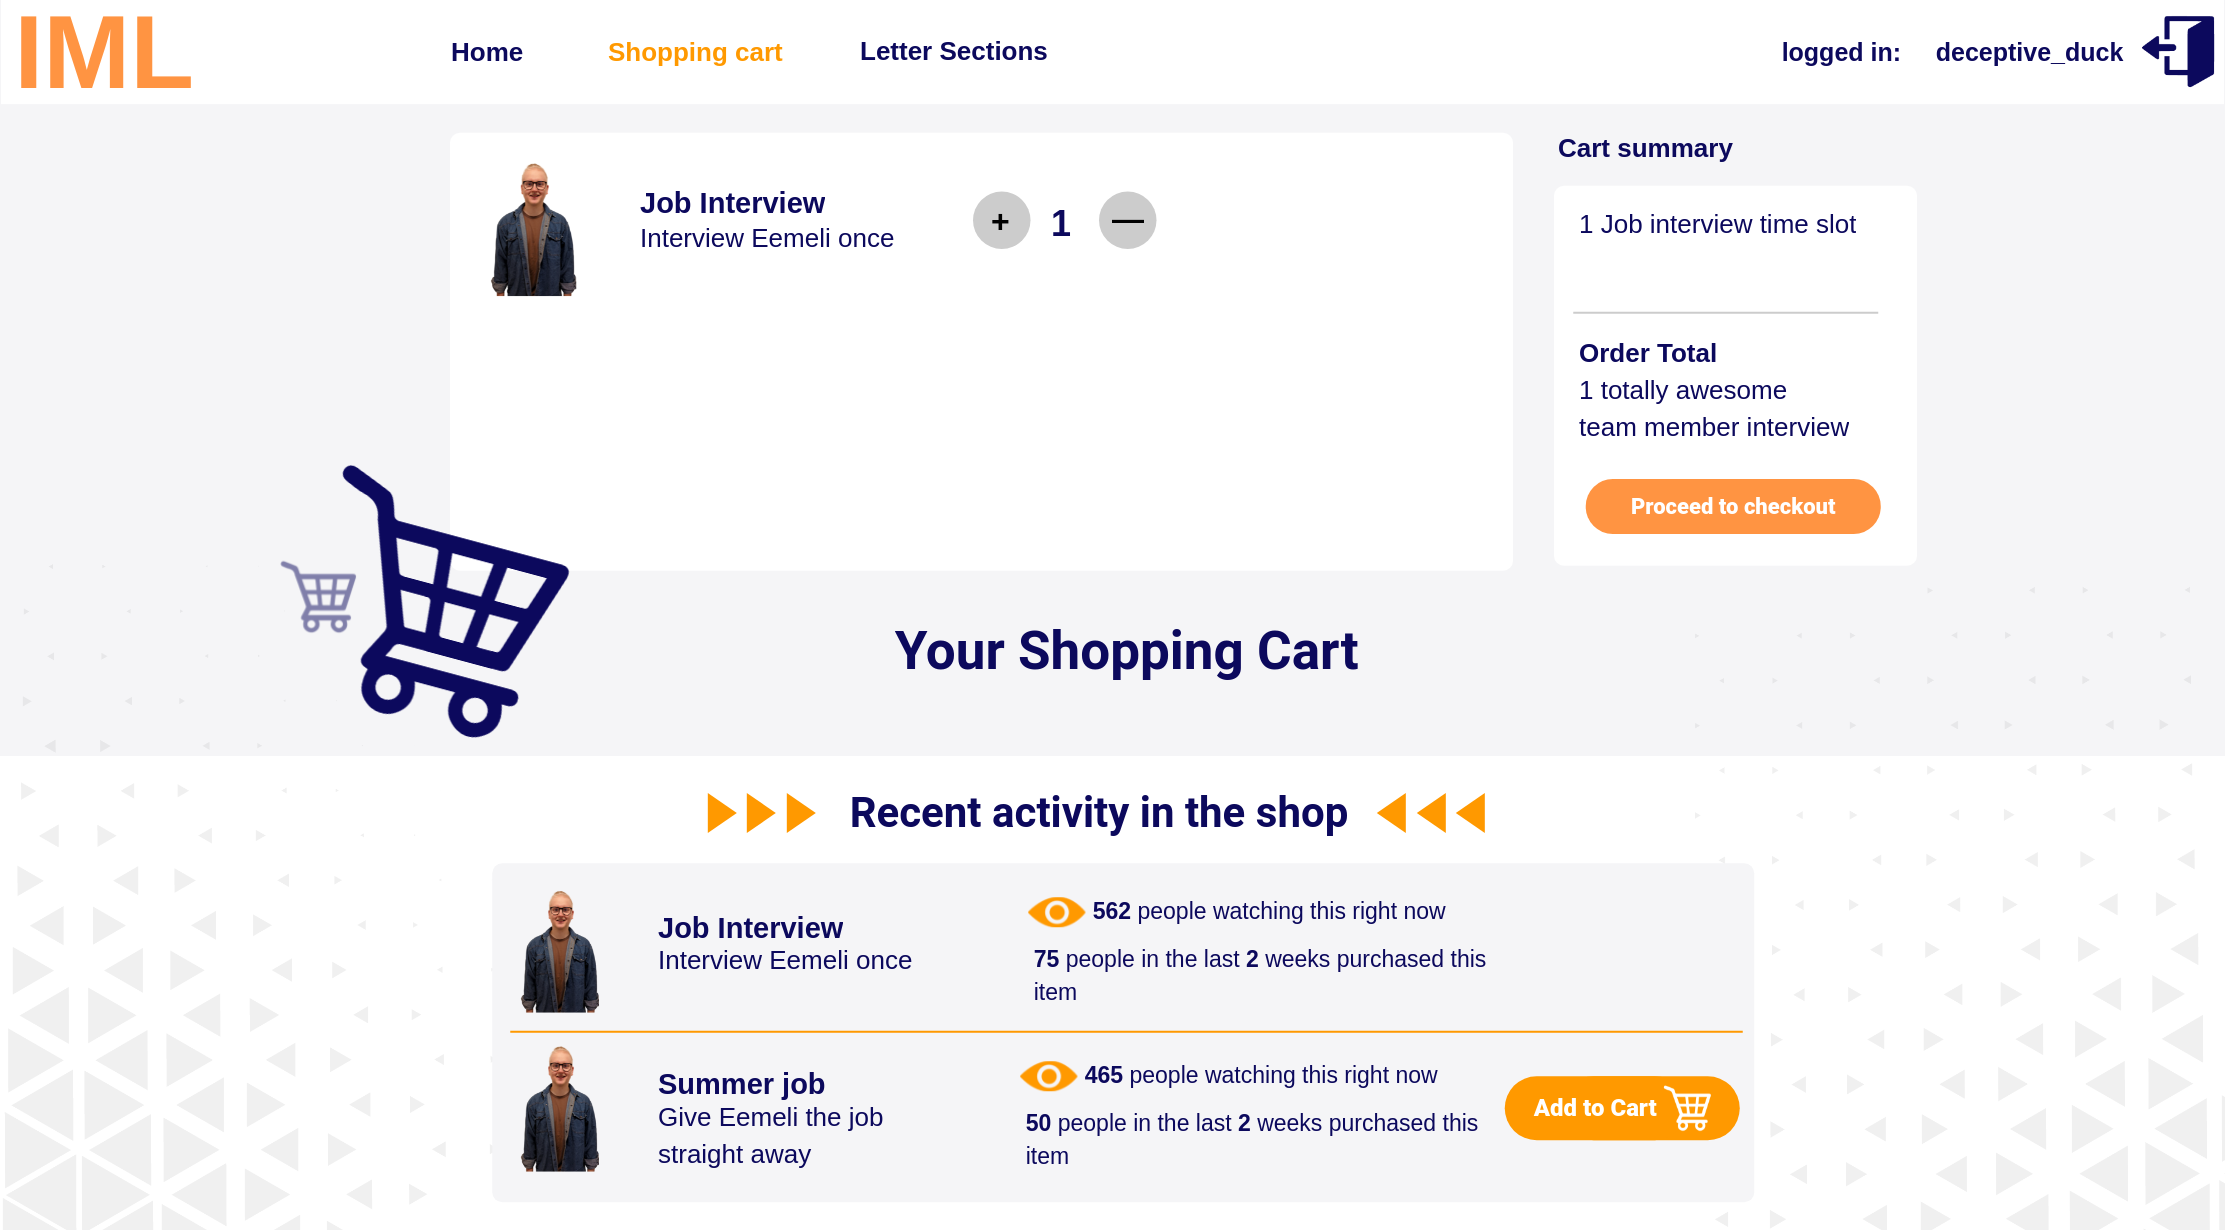 IML
Home
Shopping cart
Letter Sections
logged in:
deceptive_duck
Job Interview
Interview Eemeli once
+
1
—
Cart summary
1 Job interview time slot
Order Total
1 totally awesome
team member interview
Proceed to checkout
Your Shopping Cart
Recent activity in the shop
Job Interview
Interview Eemeli once
562 people watching this right now
75 people in the last 2 weeks purchased this
item
Summer job
Give Eemeli the job
straight away
465 people watching this right now
50 people in the last 2 weeks purchased this
item
Add to Cart